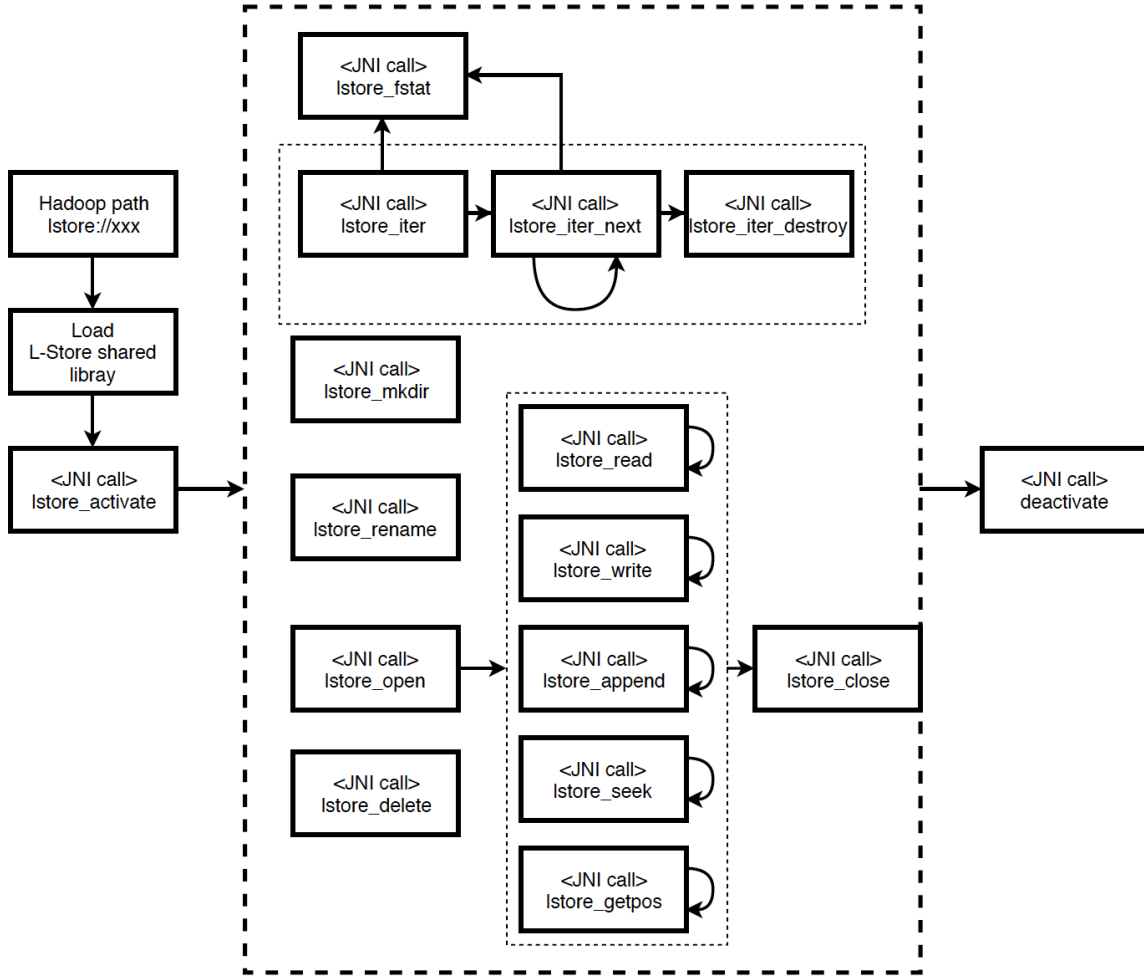 <JNI call>
lstore_fstat
Hadoop path
lstore://xxx
<JNI call>
lstore_iter
<JNI call>
lstore_iter_next
<JNI call>
lstore_iter_destroy
Load
L-Store shared
libray
<JNI call>
lstore_mkdir
<JNI call>
lstore_read
<JNI call>
lstore_activate
<JNI call>
lstore_rename
<JNI call>
lstore_write
<JNI call>
deactivate
<JNI call>
lstore_open
<JNI call>
lstore_append
<JNI call>
lstore_close
<JNI call>
lstore_delete
<JNI call>
lstore_seek
<JNI call>
lstore_getpos